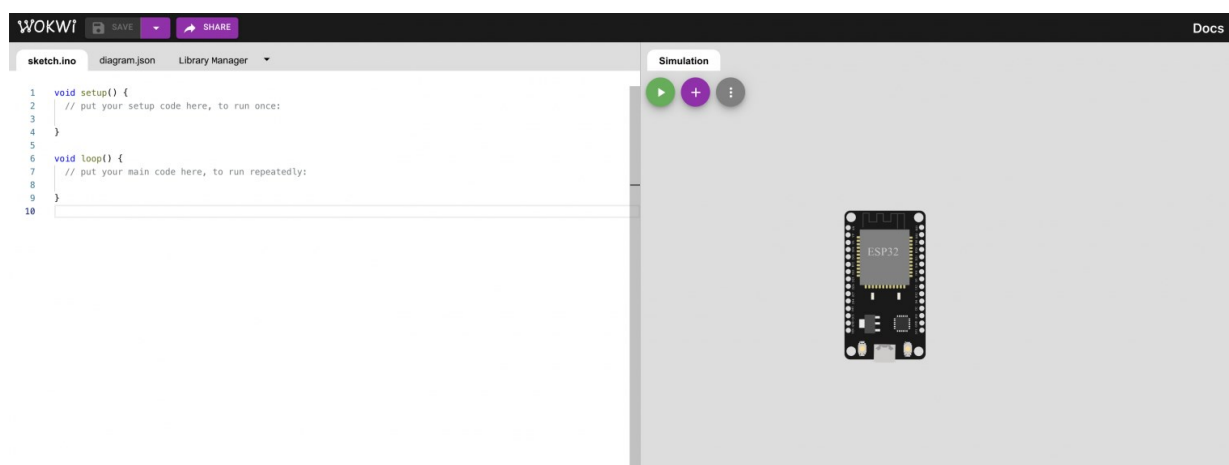 WOKWI SAVE SHARE Docs
sketch.ino diagram.json Library Manager
Simulation
1 void setup() {
2 // put your setup code here, to run once:
3
4 }
5
6 void loop() {
7 // put your main code here, to run repeatedly:
8
9 }
10
ESP32